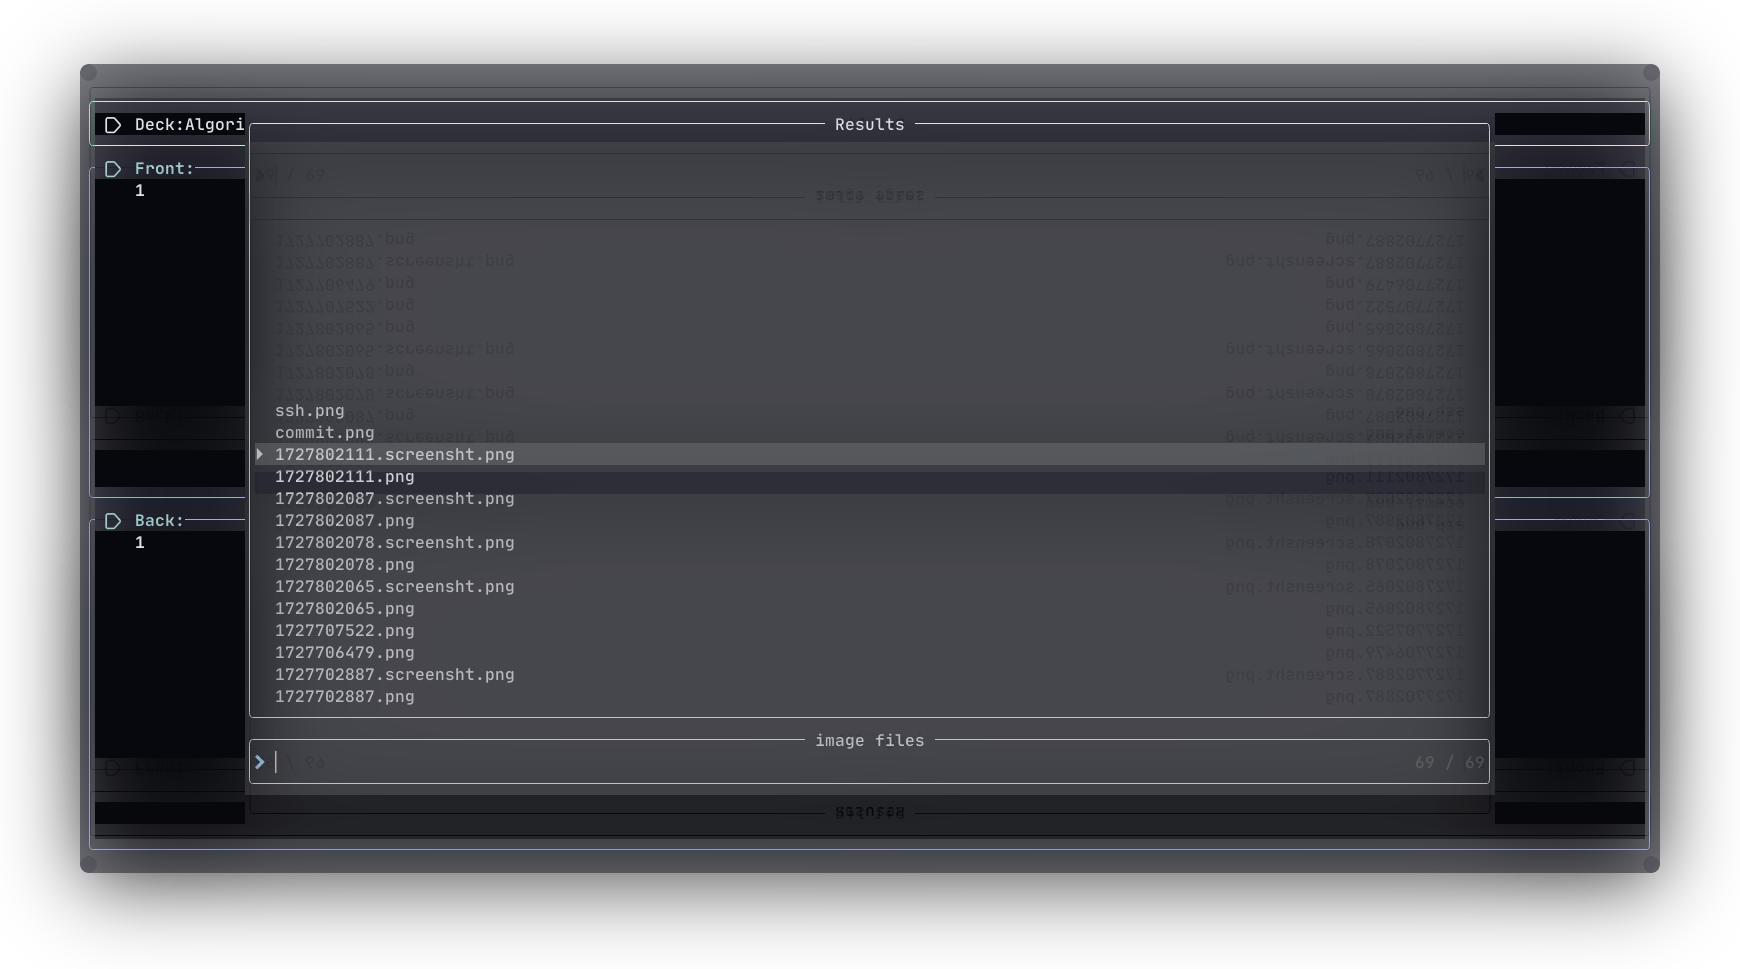 Deck:Algori
Results
Front:
1
ssh.png
commit.png
1727802111.screensht.png
1727802111.png
1727802087.screensht.png
1727802087.png
Back:
1
1727802078.screensht.png
1727802078.png
1727802065.screensht.png
1727802065.png
1727707522.png
1727706479.png
1727702887.screensht.png
1727702887.png
image files
69 / 69